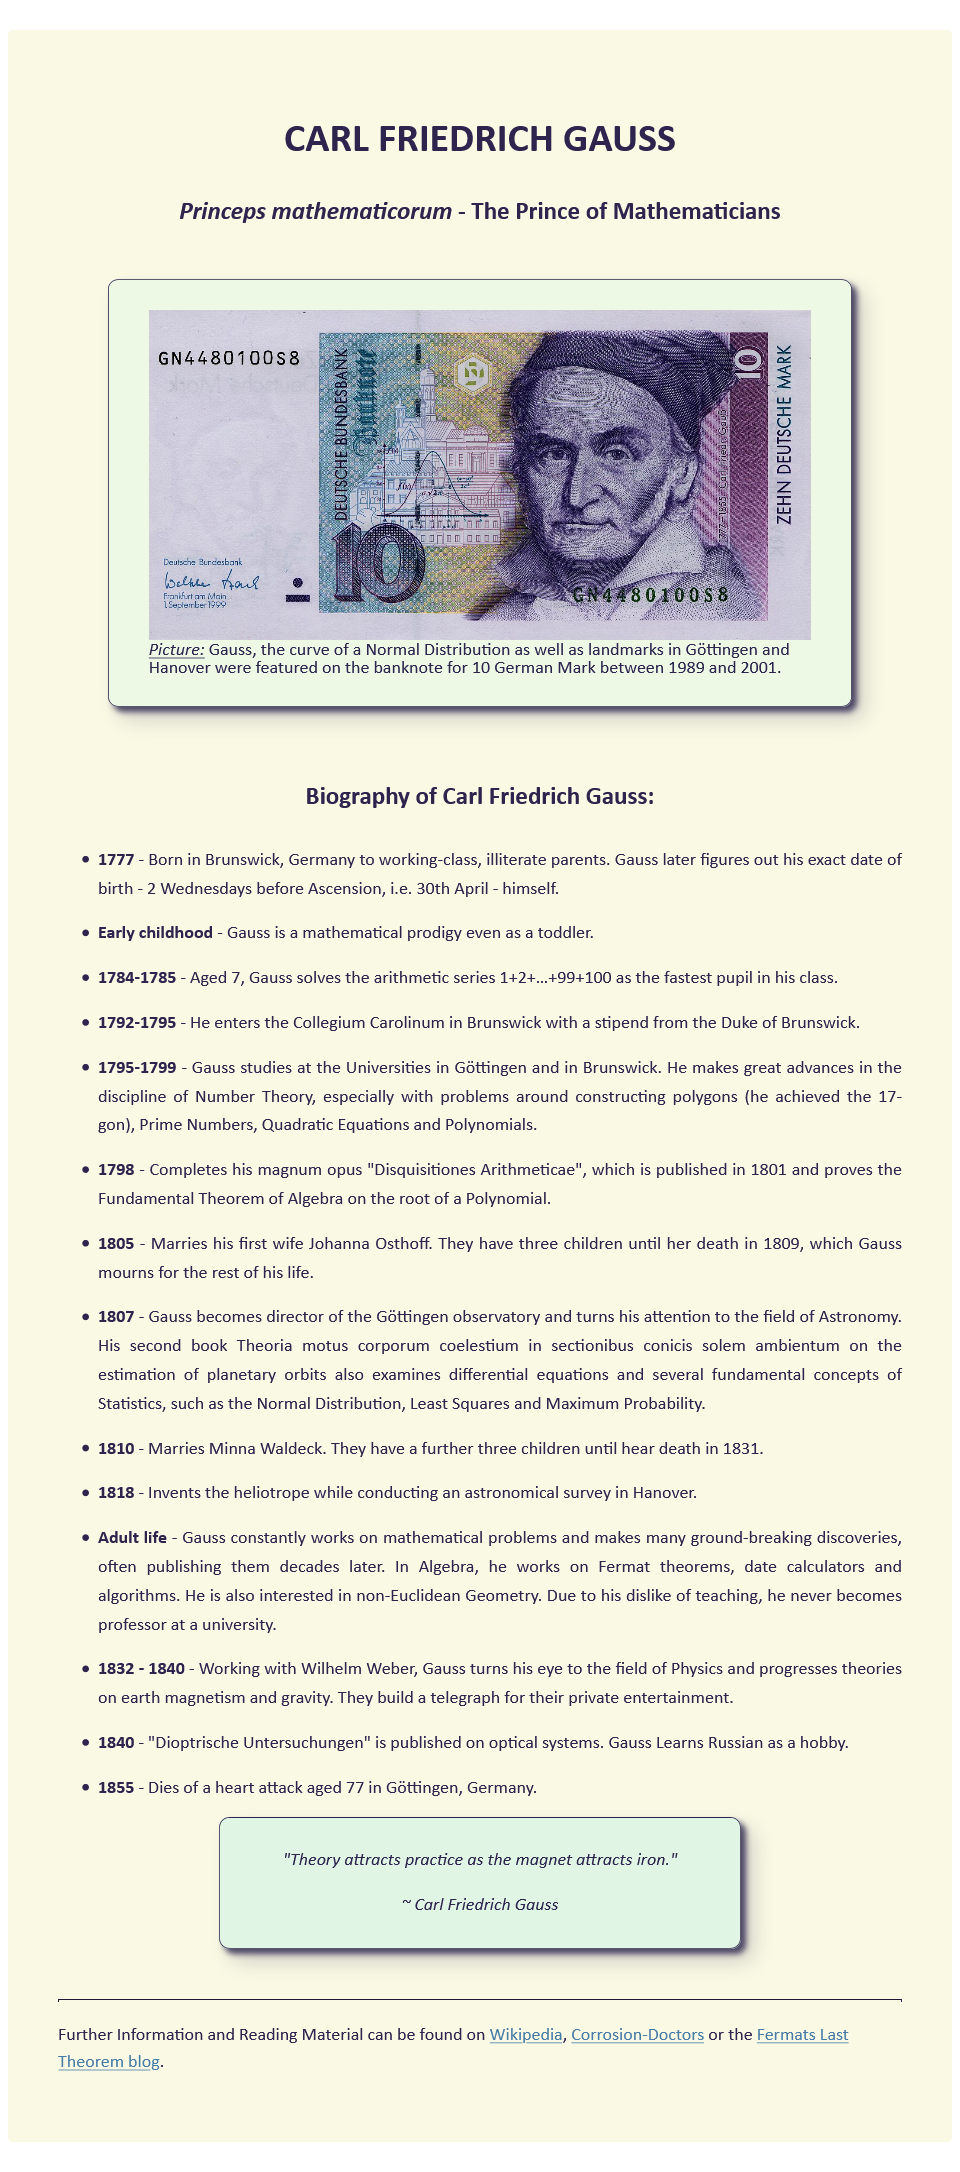 CARL FRIEDRICH GAUSS
Princeps mathematicorum - The Prince of Mathematicians
GN4480100S8
DEUTSCHE BUNDESBANK
Banknote
10
ZEHN DEUTSCHE MARK
1777–1855 Carl Friedr. Gauß
10
Deutsche Bundesbank
Frankfurt am Main
1. September 1999
GN4480100S8
Picture: Gauss, the curve of a Normal Distribution as well as landmarks in Göttingen and
Hanover were featured on the banknote for 10 German Mark between 1989 and 2001.
Biography of Carl Friedrich Gauss:
• 1777 - Born in Brunswick, Germany to working-class, illiterate parents. Gauss later figures out his exact date of
birth - 2 Wednesdays before Ascension, i.e. 30th April - himself.
• Early childhood - Gauss is a mathematical prodigy even as a toddler.
• 1784-1785 - Aged 7, Gauss solves the arithmetic series 1+2+...+99+100 as the fastest pupil in his class.
• 1792-1795 - He enters the Collegium Carolinum in Brunswick with a stipend from the Duke of Brunswick.
• 1795-1799 - Gauss studies at the Universities in Göttingen and in Brunswick. He makes great advances in the
discipline of Number Theory, especially with problems around constructing polygons (he achieved the 17-
gon), Prime Numbers, Quadratic Equations and Polynomials.
• 1798 - Completes his magnum opus "Disquisitiones Arithmeticae", which is published in 1801 and proves the
Fundamental Theorem of Algebra on the root of a Polynomial.
• 1805 - Marries his first wife Johanna Osthoff. They have three children until her death in 1809, which Gauss
mourns for the rest of his life.
• 1807 - Gauss becomes director of the Göttingen observatory and turns his attention to the field of Astronomy.
His second book Theoria motus corporum coelestium in sectionibus conicis solem ambientum on the
estimation of planetary orbits also examines differential equations and several fundamental concepts of
Statistics, such as the Normal Distribution, Least Squares and Maximum Probability.
• 1810 - Marries Minna Waldeck. They have a further three children until hear death in 1831.
• 1818 - Invents the heliotrope while conducting an astronomical survey in Hanover.
• Adult life - Gauss constantly works on mathematical problems and makes many ground-breaking discoveries,
often publishing them decades later. In Algebra, he works on Fermat theorems, date calculators and
algorithms. He is also interested in non-Euclidean Geometry. Due to his dislike of teaching, he never becomes
professor at a university.
• 1832 - 1840 - Working with Wilhelm Weber, Gauss turns his eye to the field of Physics and progresses theories
on earth magnetism and gravity. They build a telegraph for their private entertainment.
• 1840 - "Dioptrische Untersuchungen" is published on optical systems. Gauss Learns Russian as a hobby.
• 1855 - Dies of a heart attack aged 77 in Göttingen, Germany.
"Theory attracts practice as the magnet attracts iron."
~ Carl Friedrich Gauss
Further Information and Reading Material can be found on Wikipedia, Corrosion-Doctors or the Fermats Last
Theorem blog.